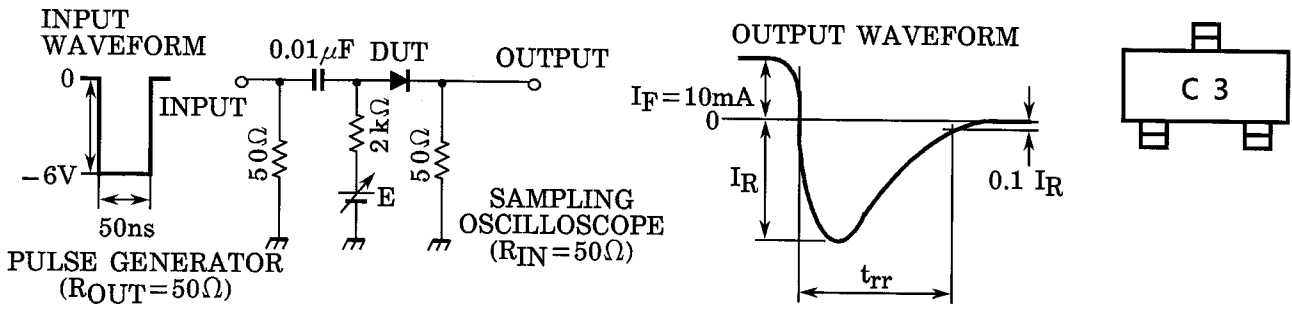 INPUT
WAVEFORM
0
−6V
50ns
PULSE GENERATOR
(ROUT=50Ω)
INPUT
0.01μF
DUT
OUTPUT
50Ω
2kΩ
50Ω
E
SAMPLING
OSCILLOSCOPE
(RIN=50Ω)
OUTPUT WAVEFORM
IF=10mA
0
IR
0.1 IR
trr
C 3